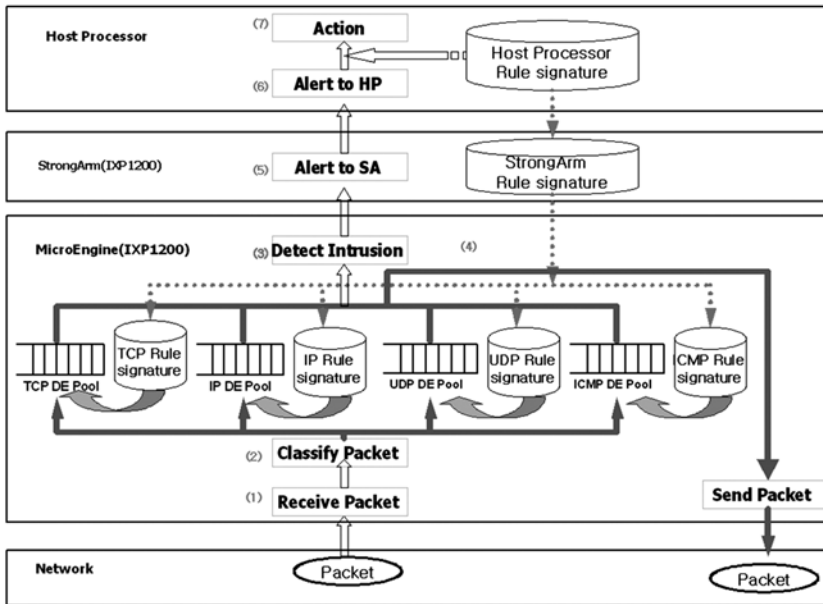 Host Processor
(7)
Action
Host Processor
Rule signature
(6)
Alert to HP
StrongArm(IXP1200)
(5)
Alert to SA
StrongArm
Rule signature
MicroEngine(IXP1200)
(3)
Detect Intrusion
(4)
TCP Rule
signature
IP Rule
signature
UDP Rule
signature
ICMP Rule
signature
TCP DE Pool
IP DE Pool
UDP DE Pool
ICMP DE Pool
(2)
Classify Packet
(1)
Receive Packet
Send Packet
Network
Packet
Packet